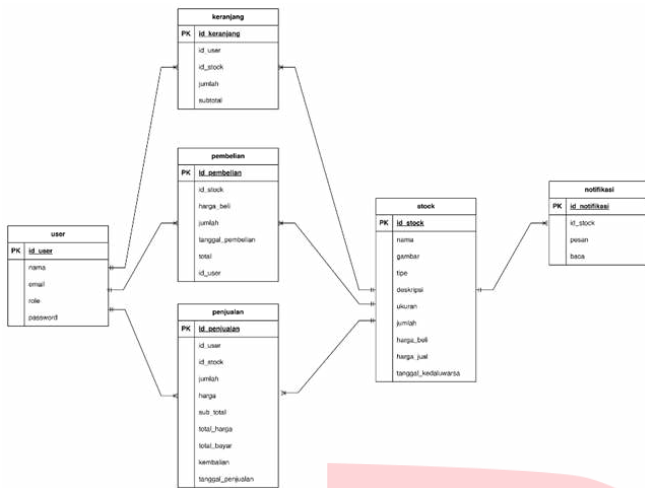 keranjang
PK id_keranjang
id_user
id_stock
jumlah
subtotal
pembelian
PK id_pembelian
id_stock
harga_beli
jumlah
tanggal_pembelian
total
id_user
penjualan
PK id_penjualan
id_user
id_stock
jumlah
harga
sub_total
total_harga
total_bayar
kembalian
tanggal_penjualan
user
PK id_user
nama
email
role
password
stock
PK id_stock
nama
gambar
tipe
deskripsi
ukuran
jumlah
harga_beli
harga_jual
tanggal_kedaluwarsa
notifikasi
PK id_notifikasi
id_stock
pesan
baca